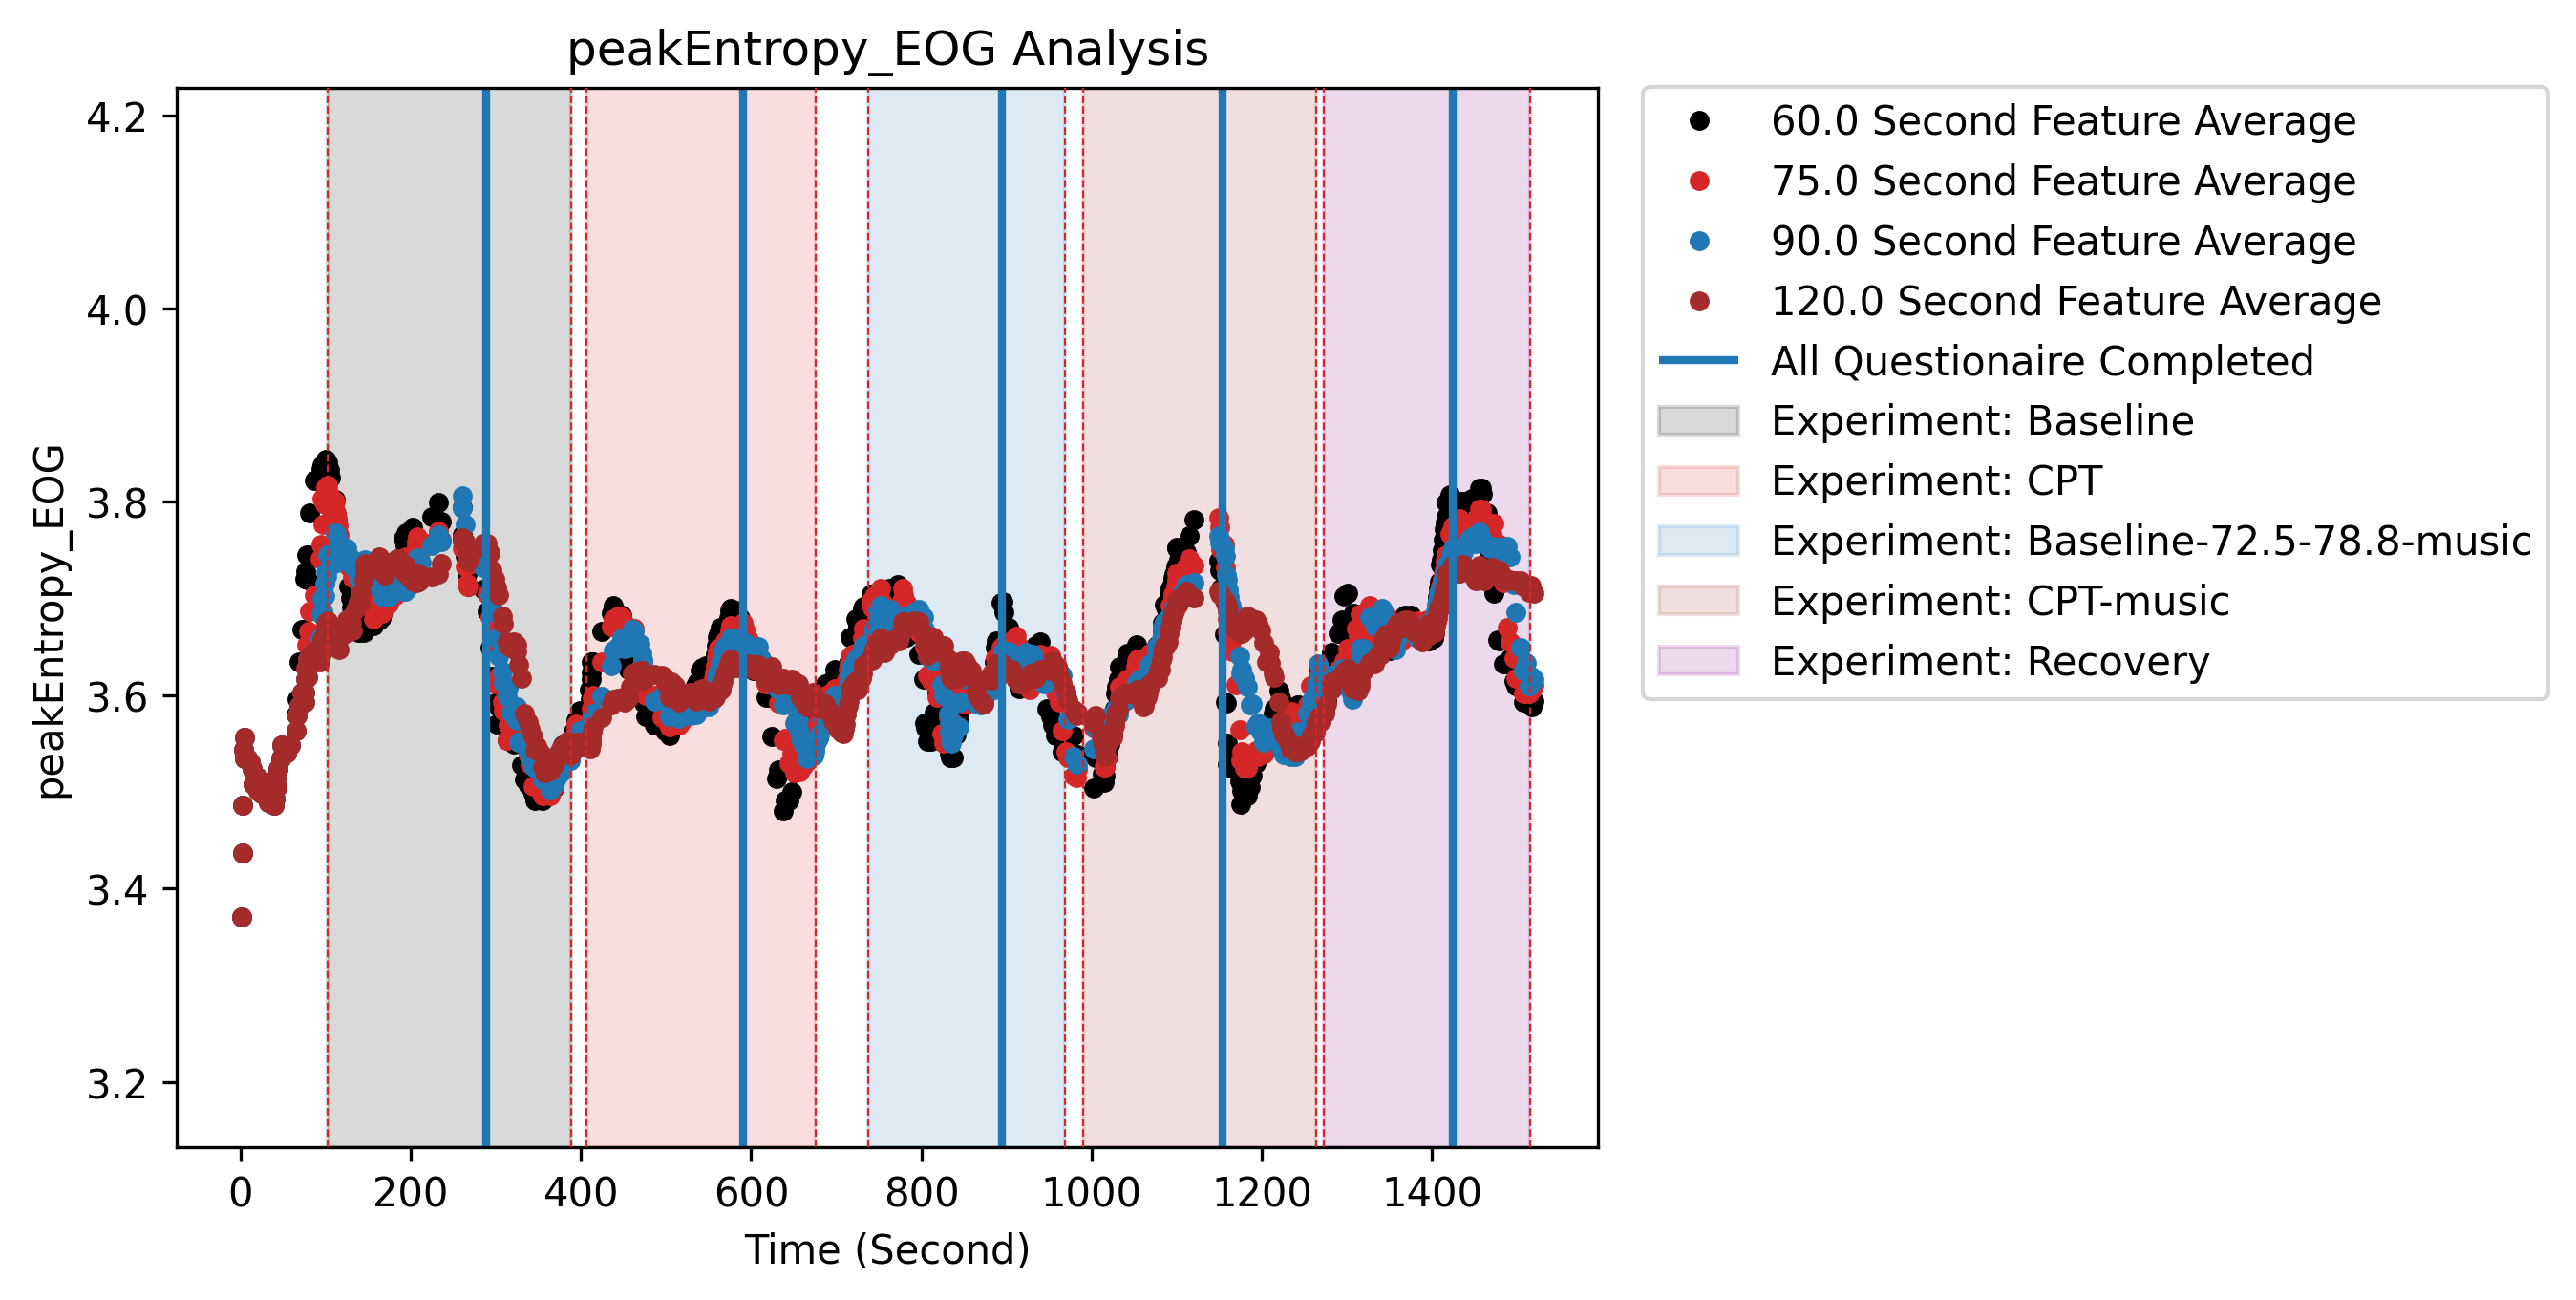 peakEntropy_EOG Analysis
4.2
4.0
3.8
3.6
3.4
3.2
peakEntropy_EOG
0 200 400 600 800 1000 1200 1400
Time (Second)
60.0 Second Feature Average
75.0 Second Feature Average
90.0 Second Feature Average
120.0 Second Feature Average
All Questionaire Completed
Experiment: Baseline
Experiment: CPT
Experiment: Baseline-72.5-78.8-music
Experiment: CPT-music
Experiment: Recovery